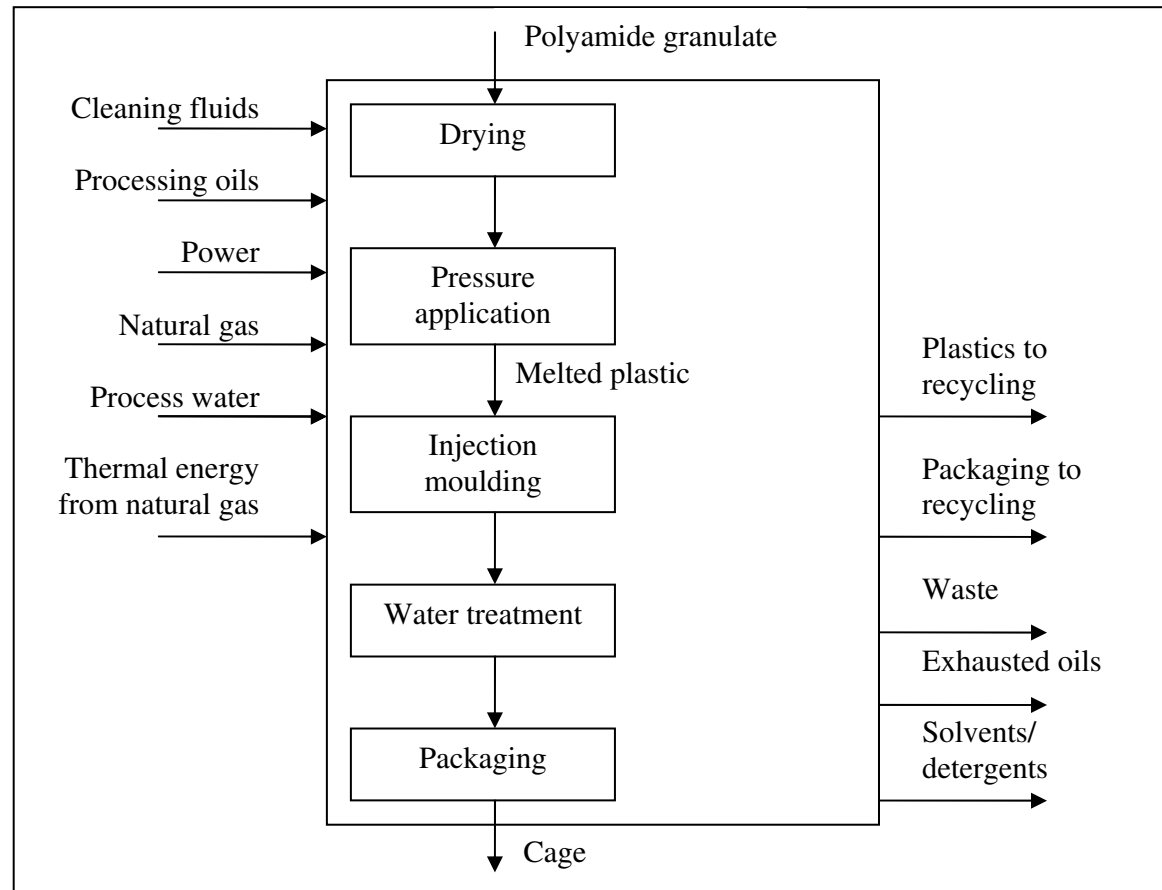 Polyamide granulate
Cleaning fluids
Drying
Processing oils
Power
Pressure
application
Natural gas
Melted plastic
Plastics to
recycling
Process water
Injection
moulding
Thermal energy
from natural gas
Packaging to
recycling
Water treatment
Waste
Exhausted oils
Solvents/
detergents
Packaging
Cage